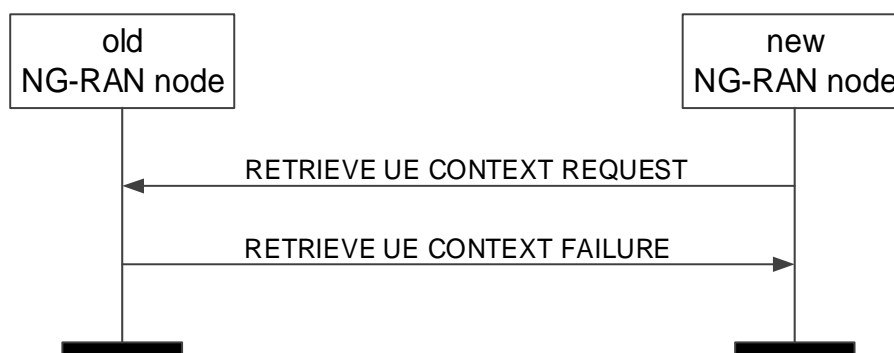 old
NG-RAN node
new
NG-RAN node
RETRIEVE UE CONTEXT REQUEST
RETRIEVE UE CONTEXT FAILURE